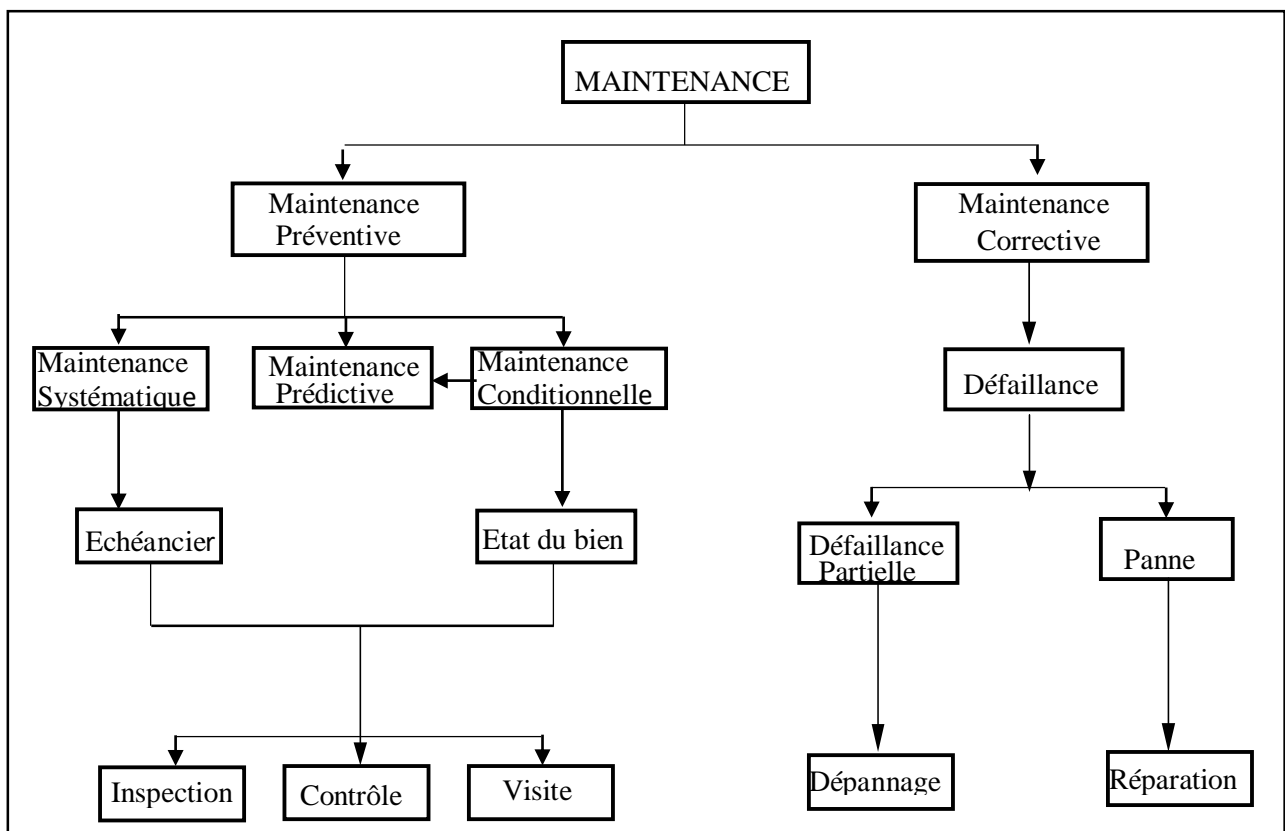 MAINTENANCE
Maintenance
Préventive
Maintenance
Corrective
Maintenance
Systématique
Maintenance
Prédictive
Maintenance
Conditionnelle
Défaillance
Echéancier
Etat du bien
Défaillance
Partielle
Panne
Inspection
Contrôle
Visite
Dépannage
Réparation